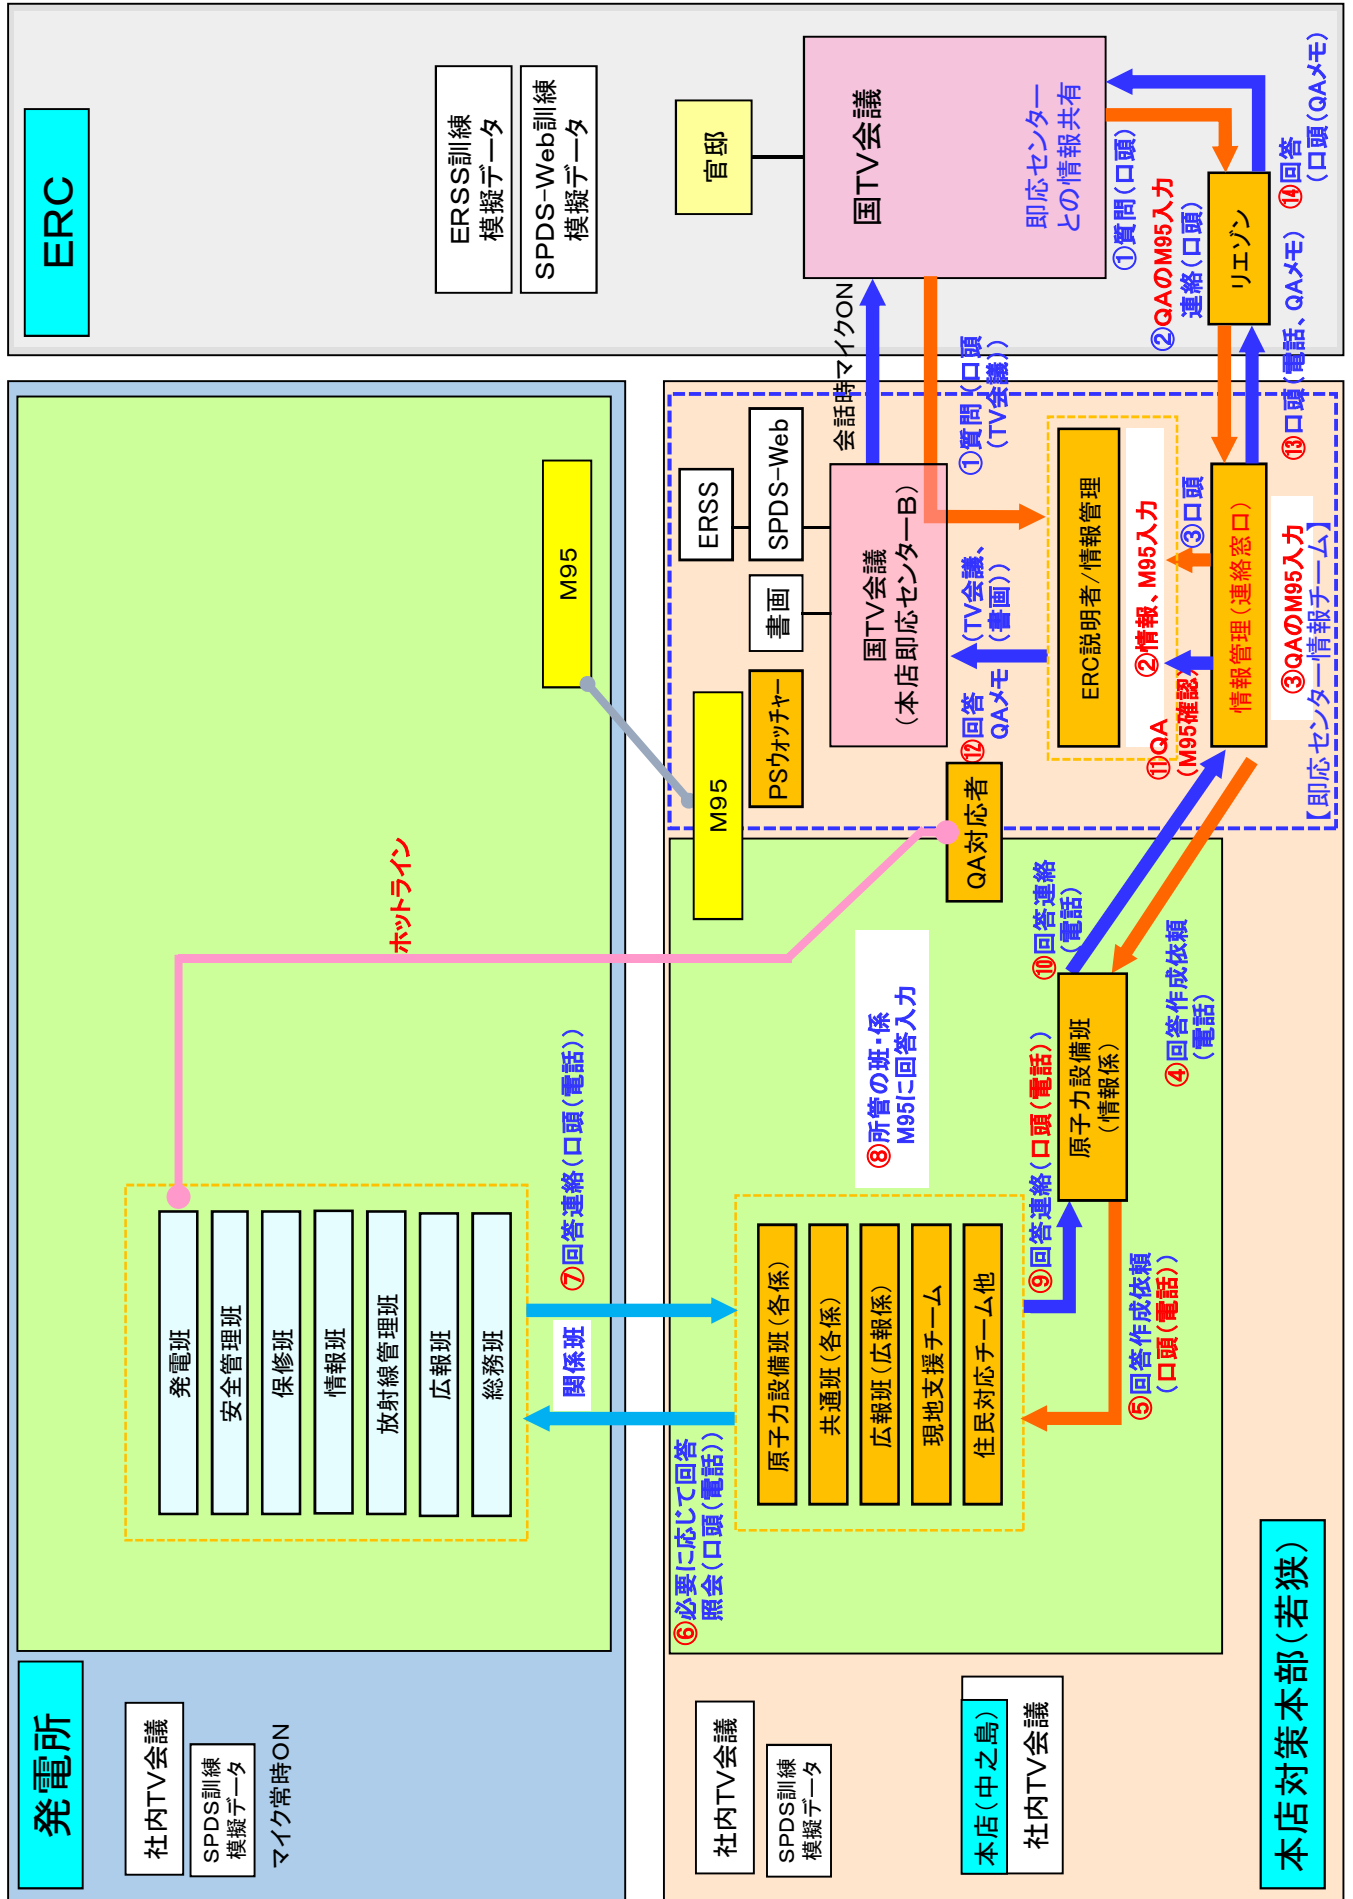 発電所
社内TV会議
SPDS訓練
模擬データ
マイク常時ON
発電班
安全管理班
保修班
情報班
放射線管理班
広報班
総務班
ホットライン
M95
⑦回答連絡(口頭(電話))
関係班
ERC
ERSS訓練
模擬データ
SPDS-Web訓練
模擬データ
官邸
国TV会議
即応センター
との情報共有
①質問(口頭)
②QAのM95入力
連絡(口頭)
⑭回答
(口頭(QAメモ)
リエゾン
⑬口頭(電話、QAメモ)
会話時マイクON
①質問(口頭
(TV会議))
本店対策本部(若狭)
社内TV会議
SPDS訓練
模擬データ
本店(中之島)
社内TV会議
⑥必要に応じて回答
照会(口頭(電話))
原子力設備班(各係)
共通班(各係)
広報班(広報係)
現地支援チーム
住民対応チーム他
⑧所管の班・係
M95に回答入力
⑨回答連絡(口頭(電話))
⑤回答作成依頼
(口頭(電話))
原子力設備班
(情報係)
⑩回答連絡
(電話)
④回答作成依頼
(電話)
M95
PSウォッチャー
書画
ERSS
SPDS-Web
国TV会議
(本店即応センターB)
QA対応者
⑫回答 (TV会議、
QAメモ (書画))
ERC説明者/情報管理
②情報、M95入力
③口頭
⑪QA
(M95確認
情報管理(連絡窓口)
③QAのM95入力
【即応センター情報チーム】